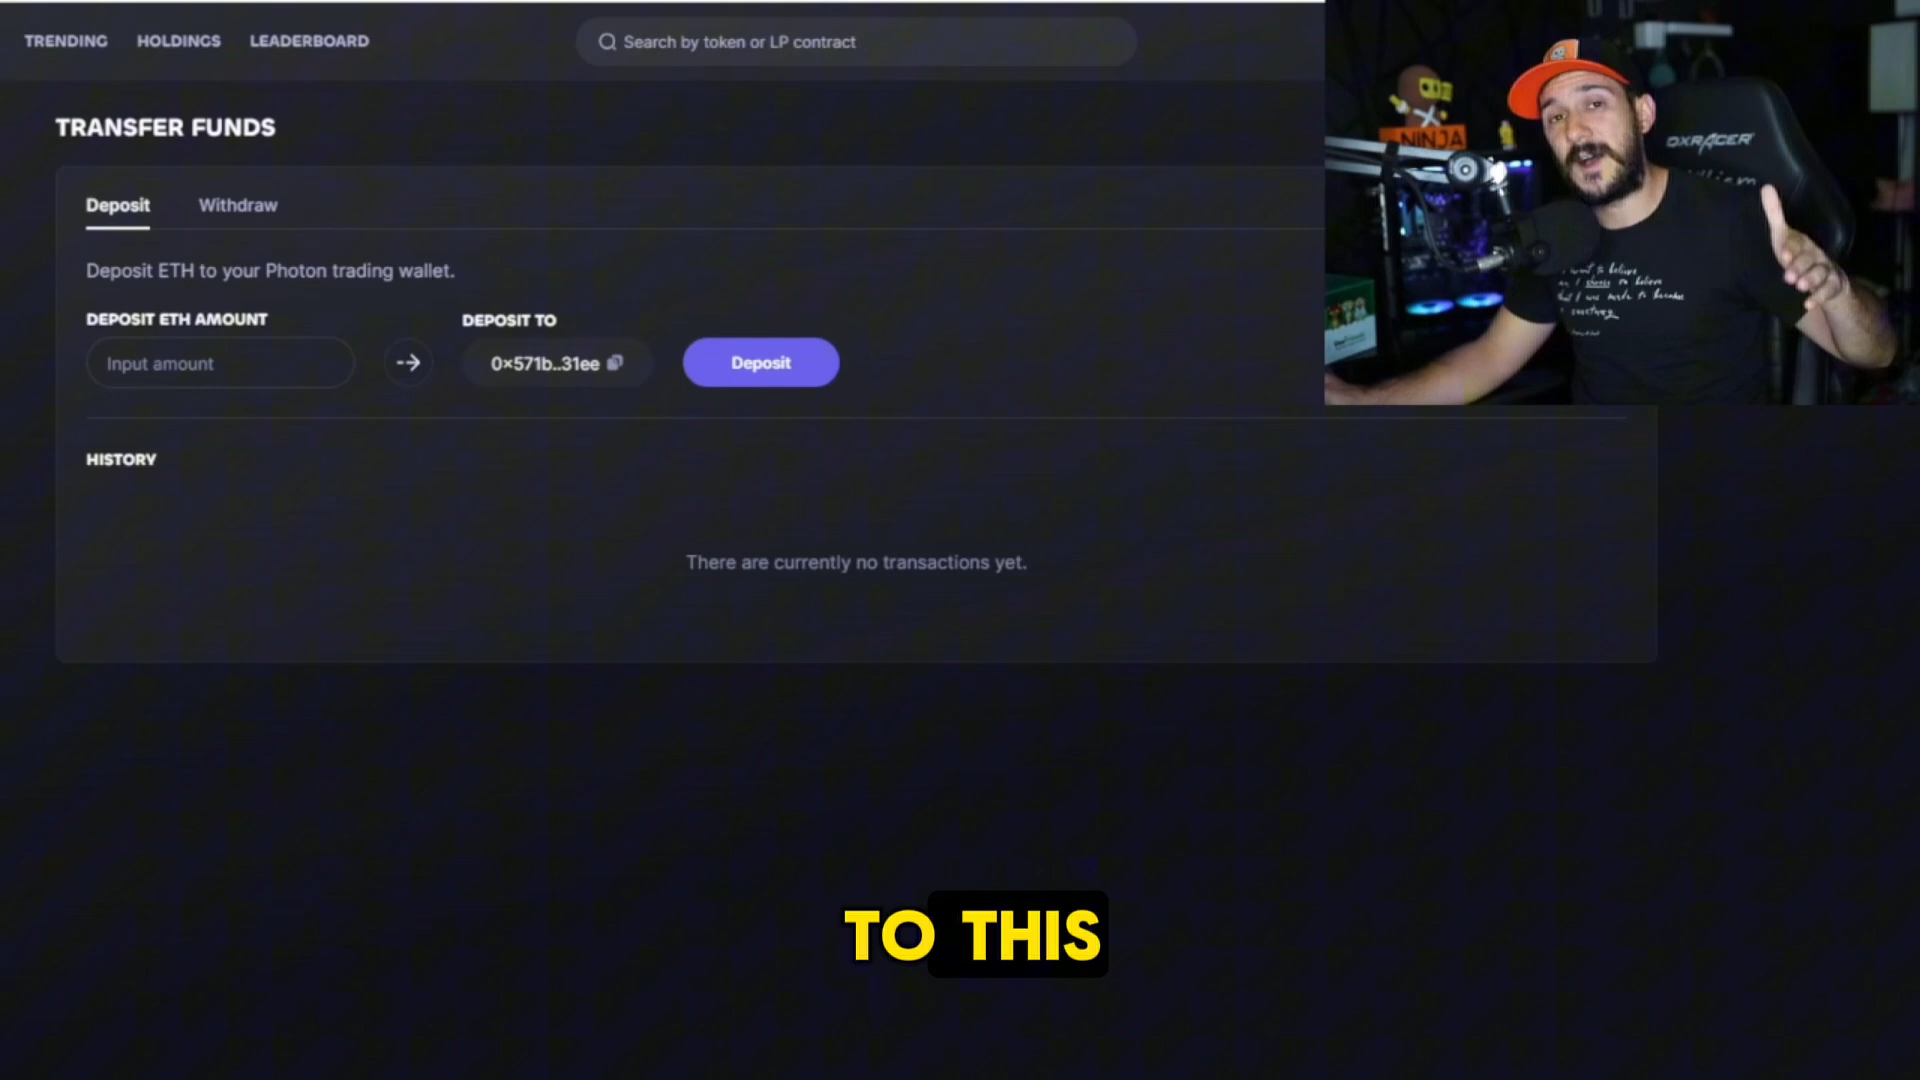 TRENDING HOLDINGS LEADERBOARD Search by token or LP contract
TRANSFER FUNDS
Deposit Withdraw
Deposit ETH to your Photon trading wallet.
DEPOSIT ETH AMOUNT DEPOSIT TO
Input amount 0x571b..31ee Deposit
HISTORY
There are currently no transactions yet.
NINJA
DXRACER
TO THIS